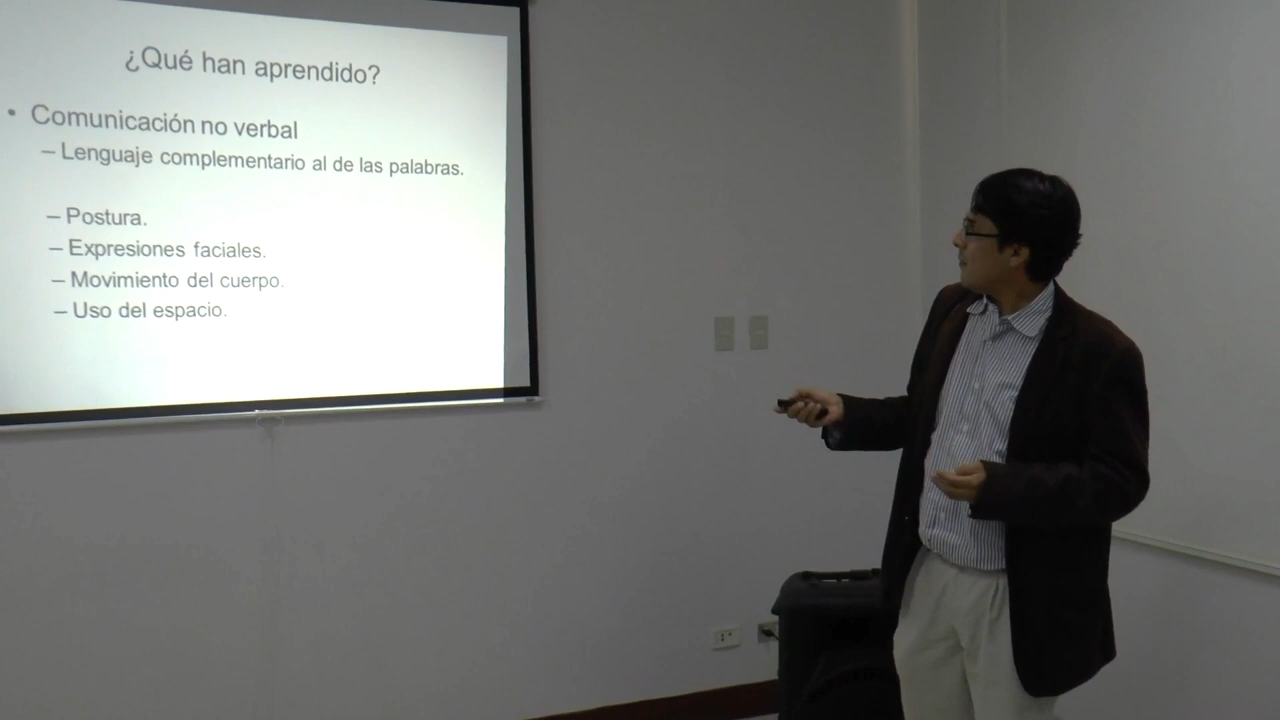 ¿Qué han aprendido?
• Comunicación no verbal
– Lenguaje complementario al de las palabras.
– Postura.
– Expresiones faciales.
– Movimiento del cuerpo.
– Uso del espacio.